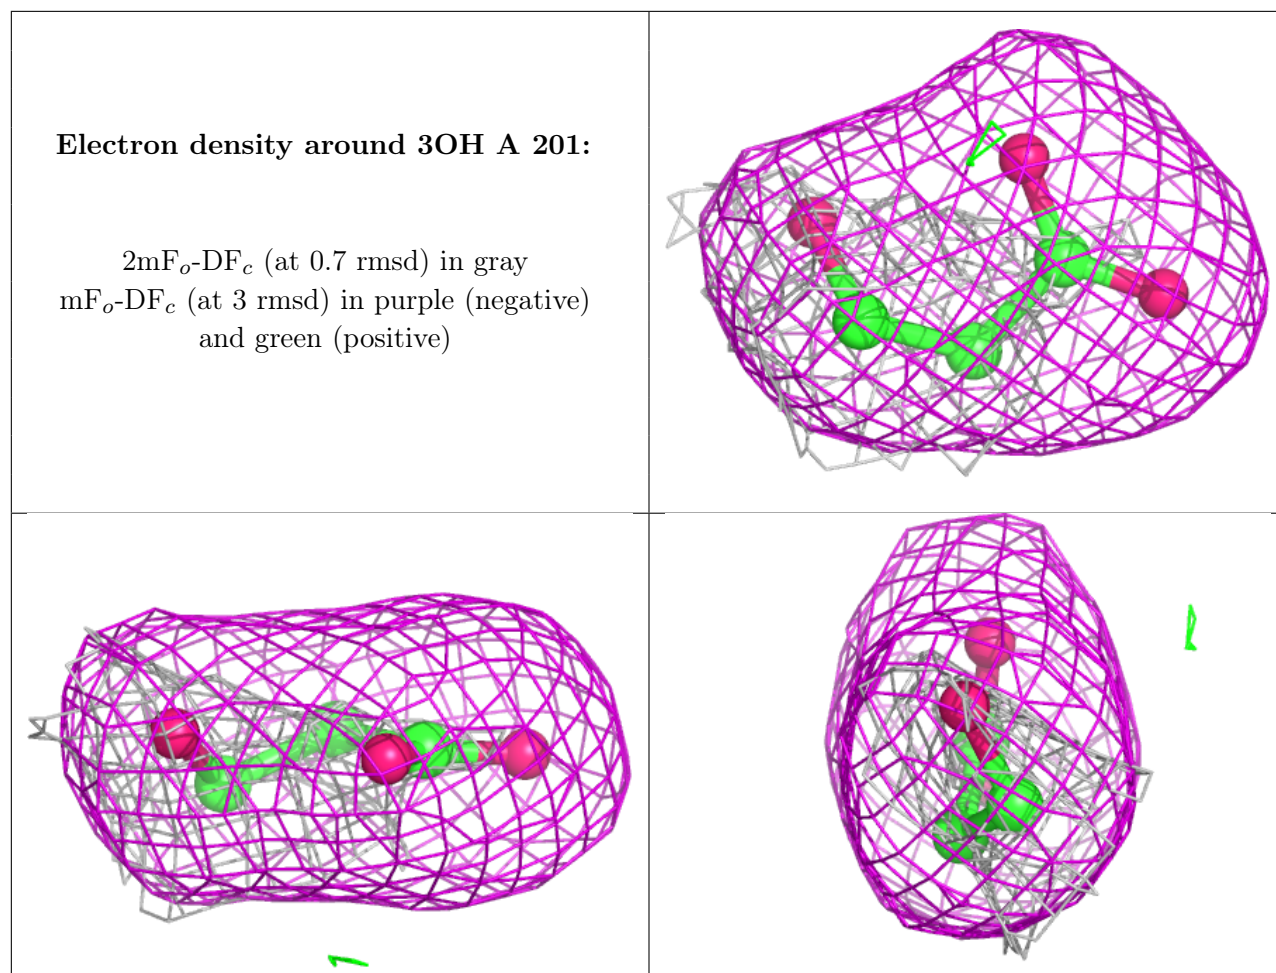 Electron density around 3OH A 201:
2mFo-DFc (at 0.7 rmsd) in gray
mFo-DFc (at 3 rmsd) in purple (negative)
and green (positive)